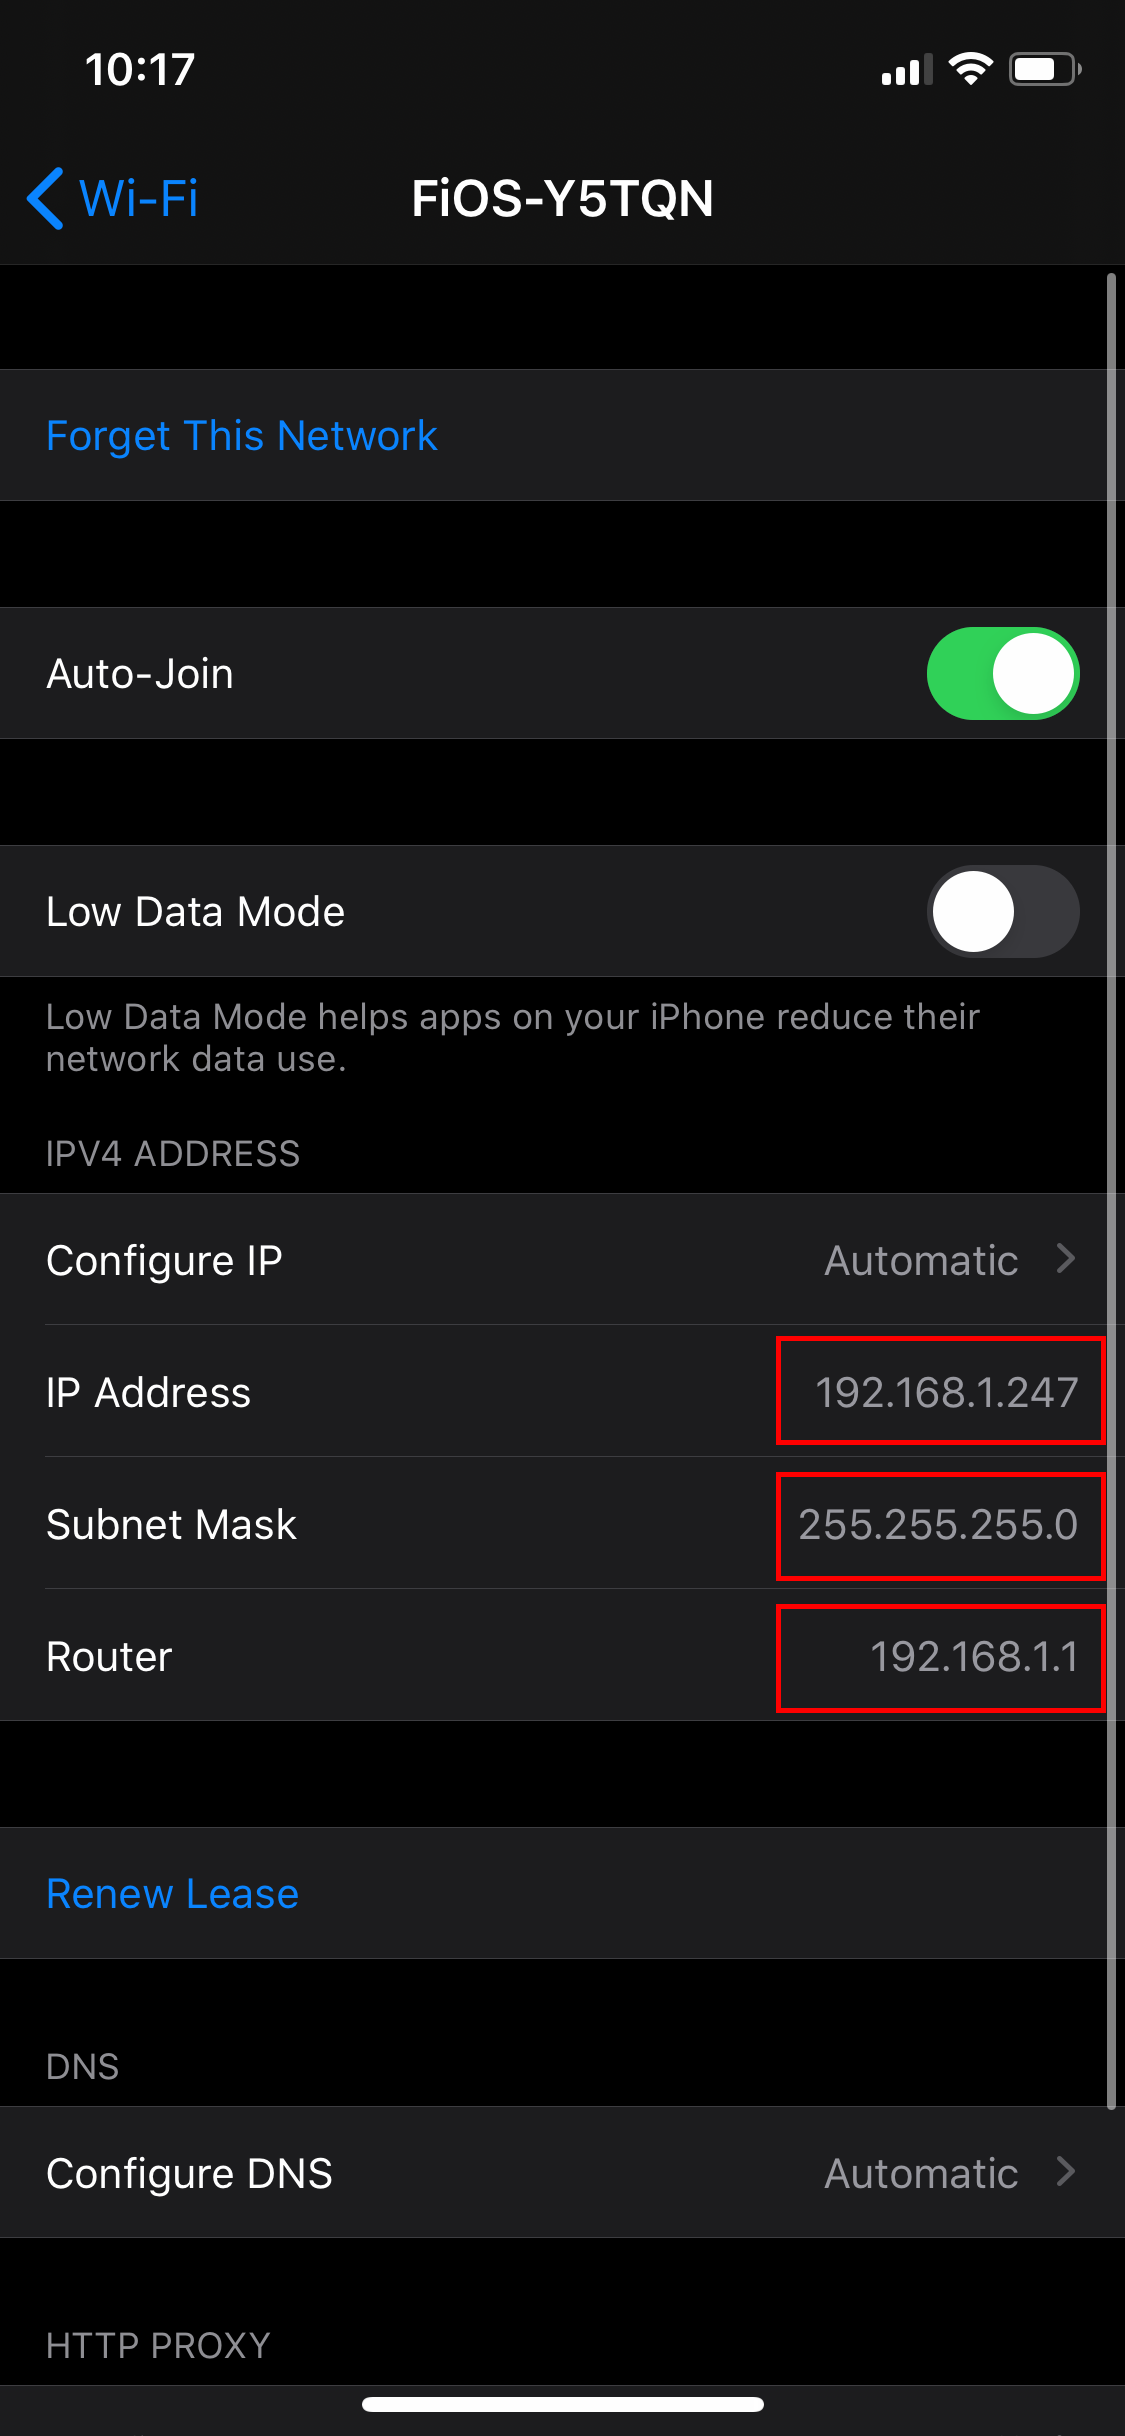 10:17
Wi-Fi
FiOS-Y5TQN
Forget This Network
Auto-Join
Low Data Mode
Low Data Mode helps apps on your iPhone reduce their
network data use.
IPV4 ADDRESS
Configure IP Automatic
IP Address 192.168.1.247
Subnet Mask 255.255.255.0
Router 192.168.1.1
Renew Lease
DNS
Configure DNS Automatic
HTTP PROXY